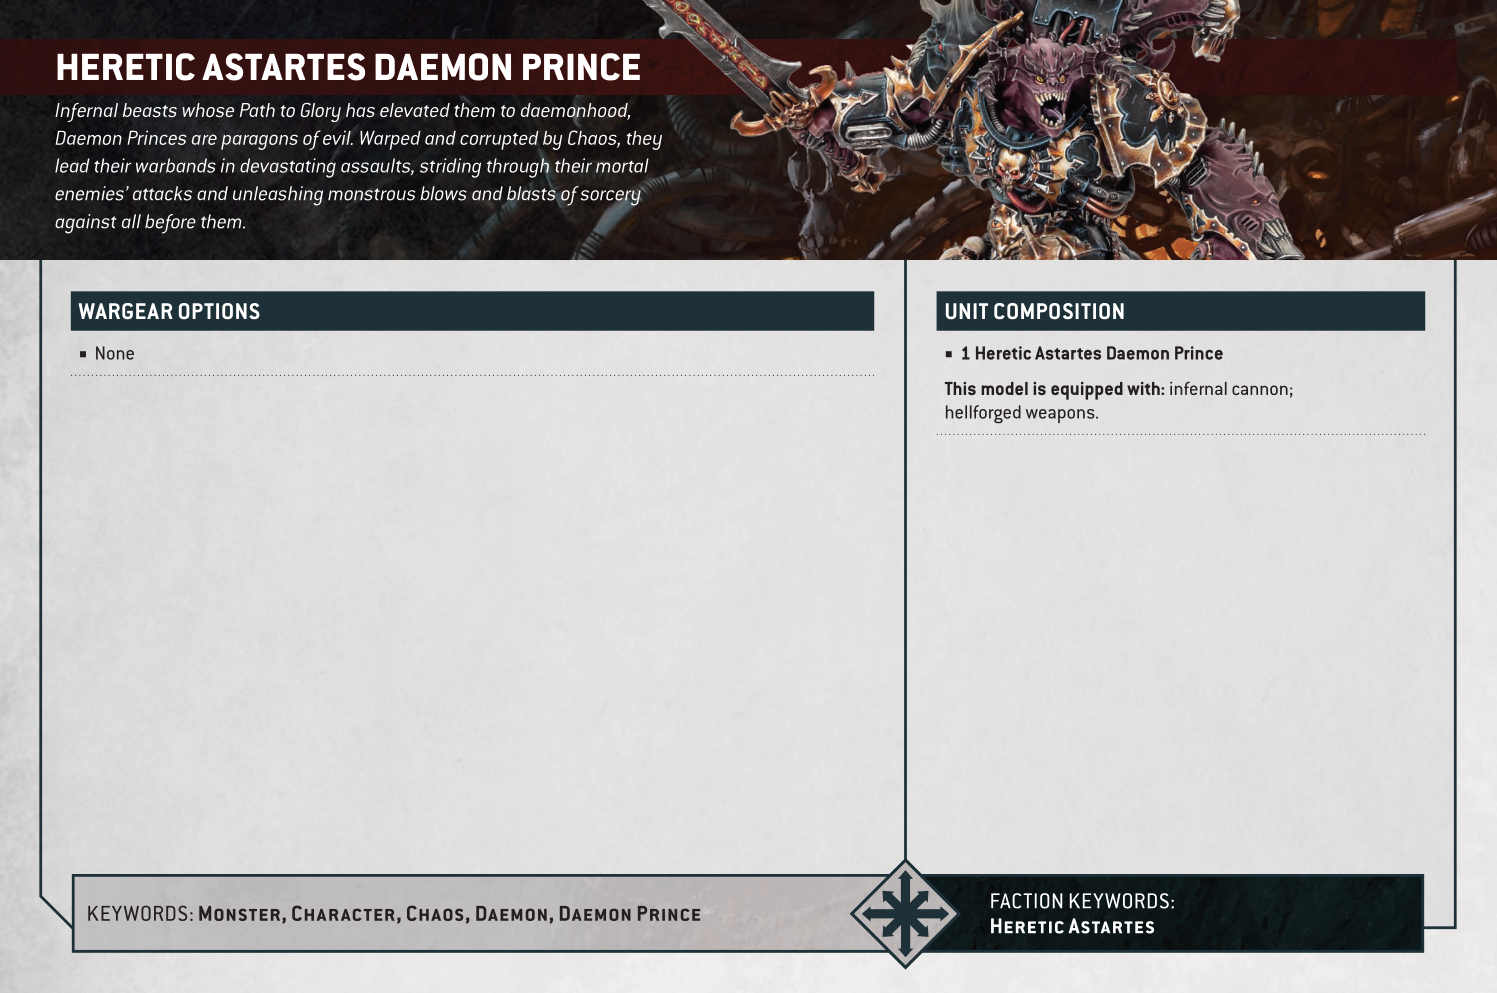 HERETIC ASTARTES DAEMON PRINCE
Infernal beasts whose Path to Glory has elevated them to daemonhood,
Daemon Princes are paragons of evil. Warped and corrupted by Chaos, they
lead their warbands in devastating assaults, striding through their mortal
enemies’ attacks and unleashing monstrous blows and blasts of sorcery
against all before them.
WARGEAR OPTIONS
■ None
UNIT COMPOSITION
■ 1 Heretic Astartes Daemon Prince
This model is equipped with: infernal cannon;
hellforged weapons.
KEYWORDS: Monster, Character, Chaos, Daemon, Daemon Prince
FACTION KEYWORDS:
Heretic Astartes